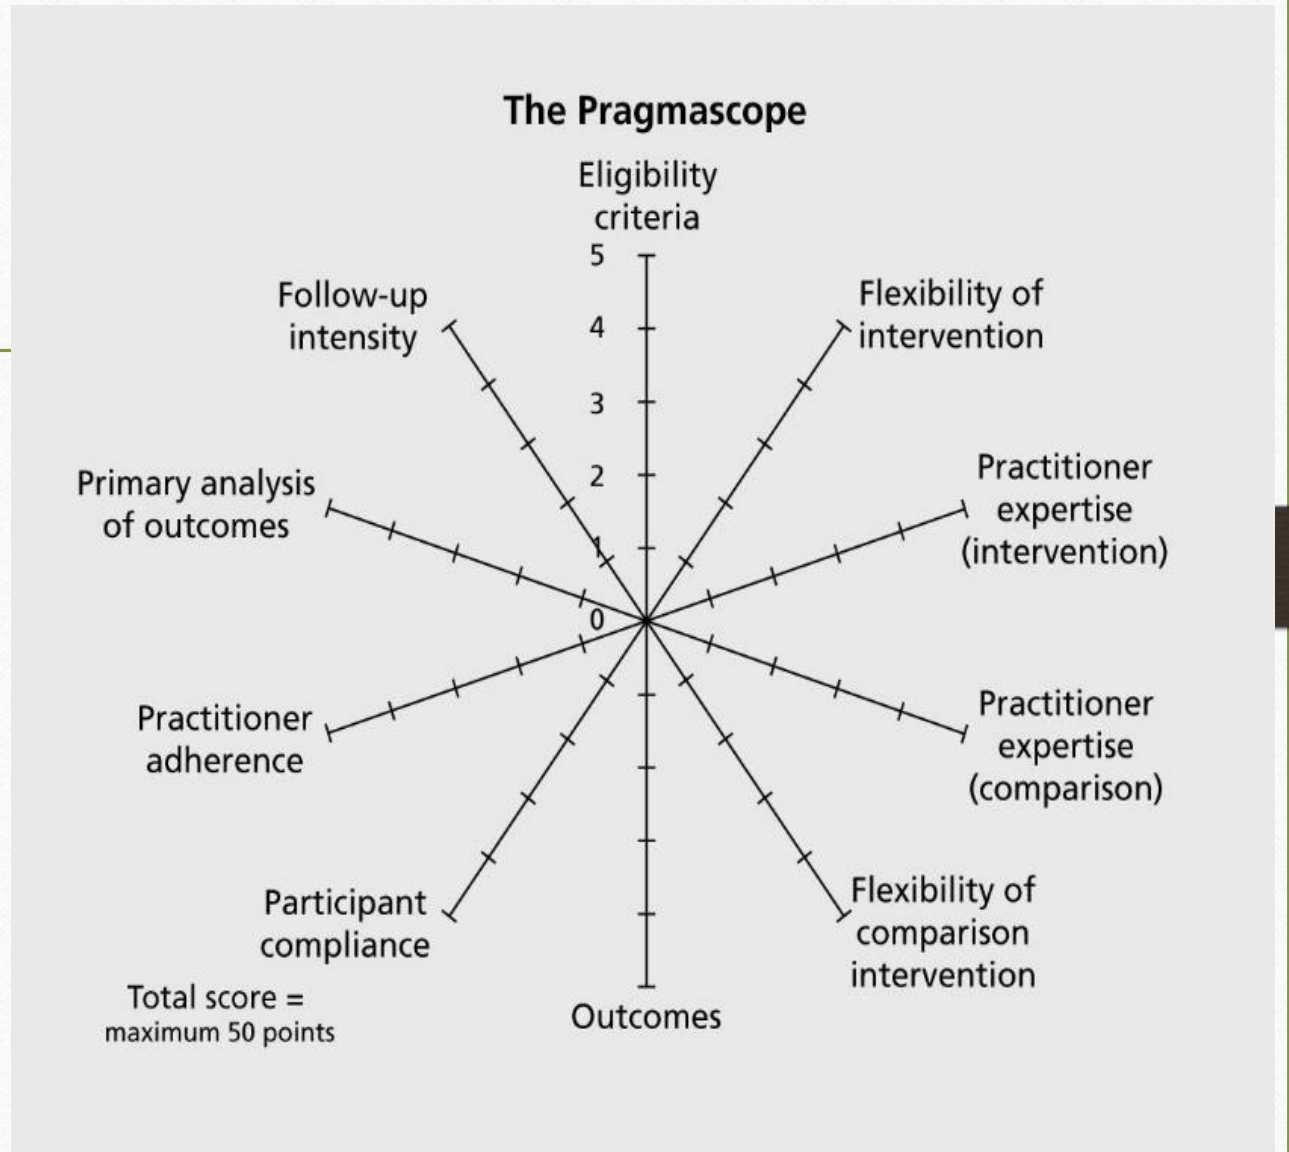 The Pragmascope
Eligibility
criteria
5
4
3
2
1
0
Follow-up
intensity
Flexibility of
intervention
Primary analysis
of outcomes
Practitioner
expertise
(intervention)
Practitioner
adherence
Practitioner
expertise
(comparison)
Participant
compliance
Flexibility of
comparison
intervention
Total score =
maximum 50 points
Outcomes